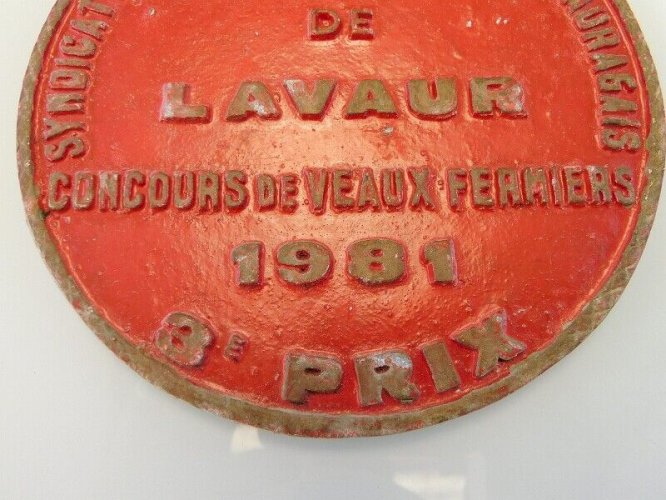 SYNDICAT
DE
LAVAUR
CONCOURS DE VEAUX FERMIERS
1981
3E PRIX